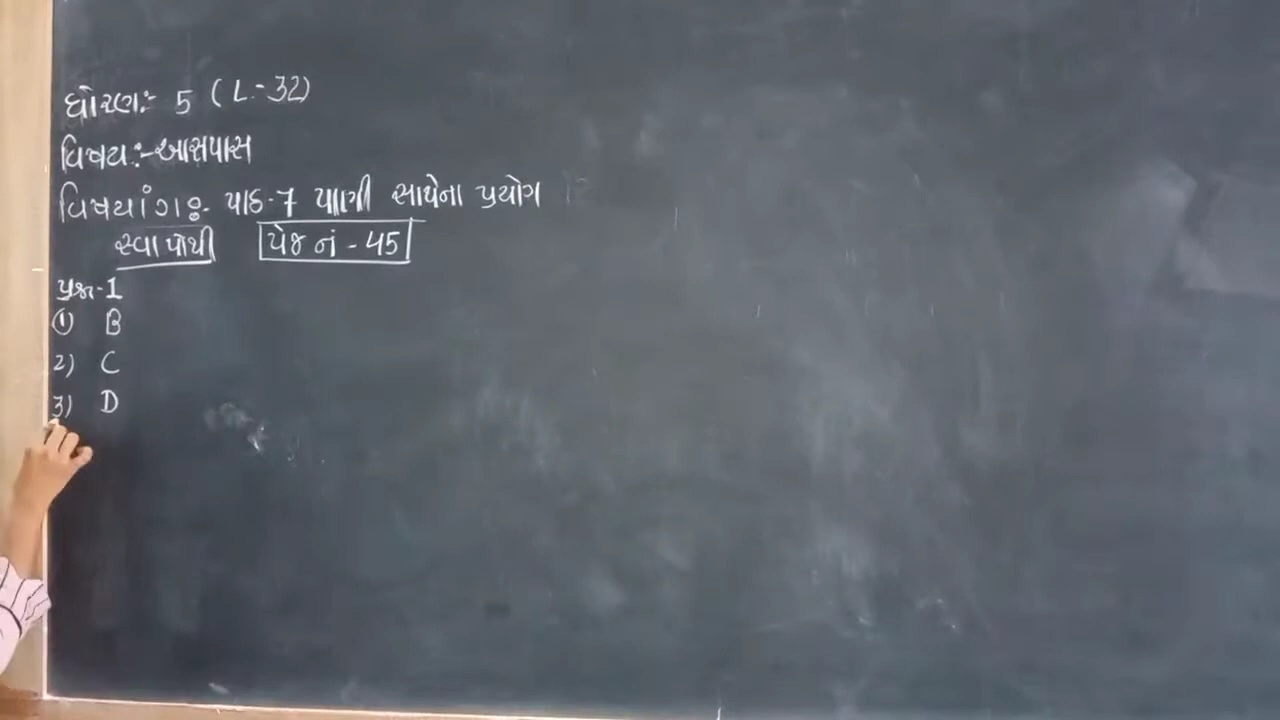 ધોરણ:- 5 (L-32)
વિષય:- આસપાસ
વિષયાંગ:- પાઠ-7 પાણી સાથેના પ્રયોગ
સ્વાપોથી પેજ નં - 45
પ્રશ્ન-1
① B
2) C
3) D